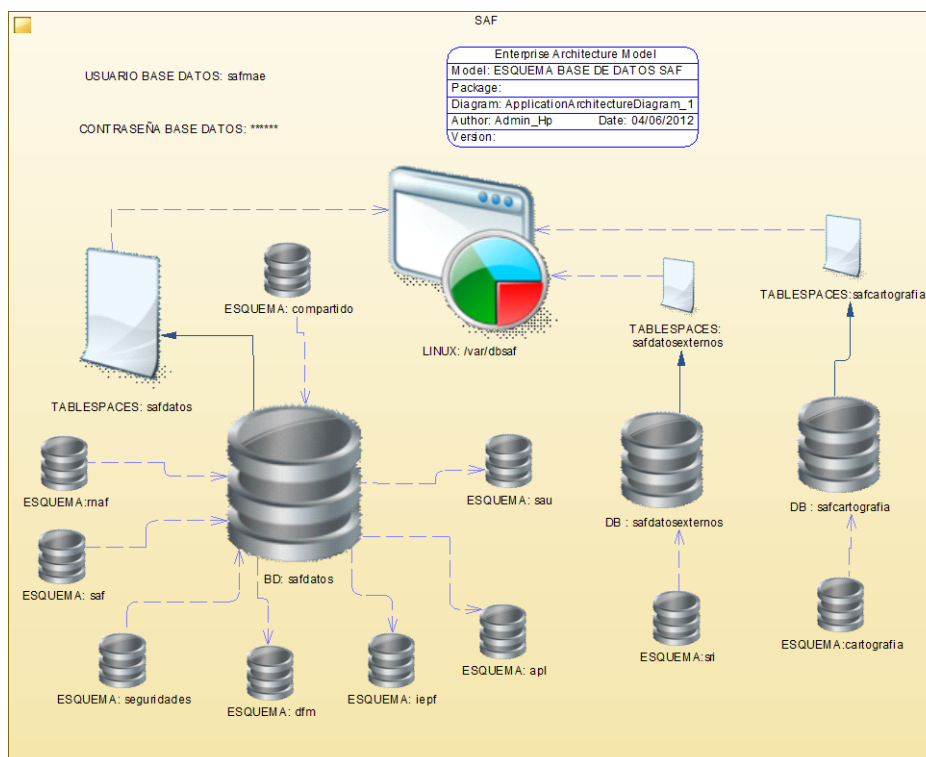 SAF
USUARIO BASE DATOS: safmae
CONTRASEÑA BASE DATOS: ******
Enterprise Architecture Model
Model: ESQUEMA BASE DE DATOS SAF
Package:
Diagram: ApplicationArchitectureDiagram_1
Author: Admin_Hp Date: 04/06/2012
Version:
ESQUEMA: compartido
LINUX: /var/dbsaf
TABLESPACES:safcartografia
TABLESPACES:
safdatosexternos
TABLESPACES: safdatos
ESQUEMA:rnaf
ESQUEMA: sau
DB : safdatosexternos
DB : safcartografia
ESQUEMA: saf
BD: safdatos
ESQUEMA: seguridades
ESQUEMA: dfm
ESQUEMA: iepf
ESQUEMA: apl
ESQUEMA:sri
ESQUEMA:cartografia